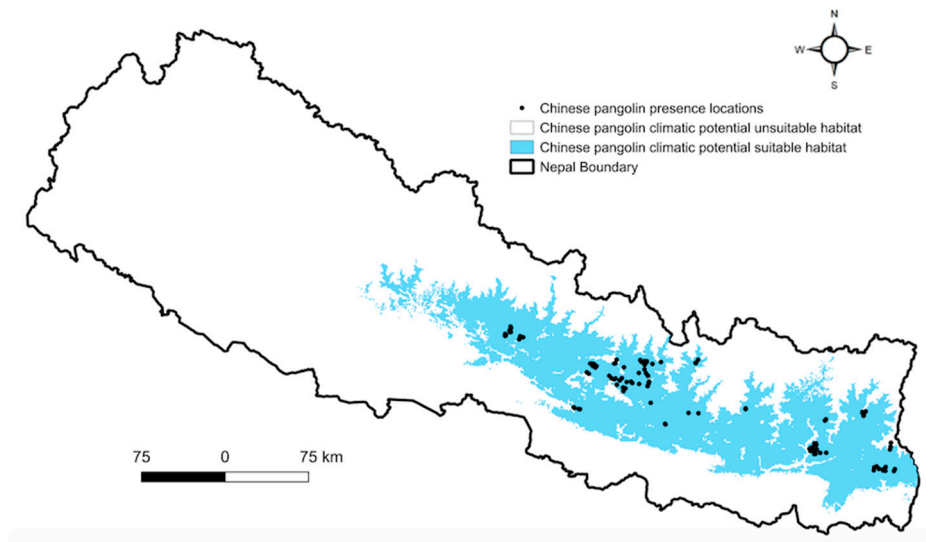 N
W E
S
Chinese pangolin presence locations
Chinese pangolin climatic potential unsuitable habitat
Chinese pangolin climatic potential suitable habitat
Nepal Boundary
75 0 75 km